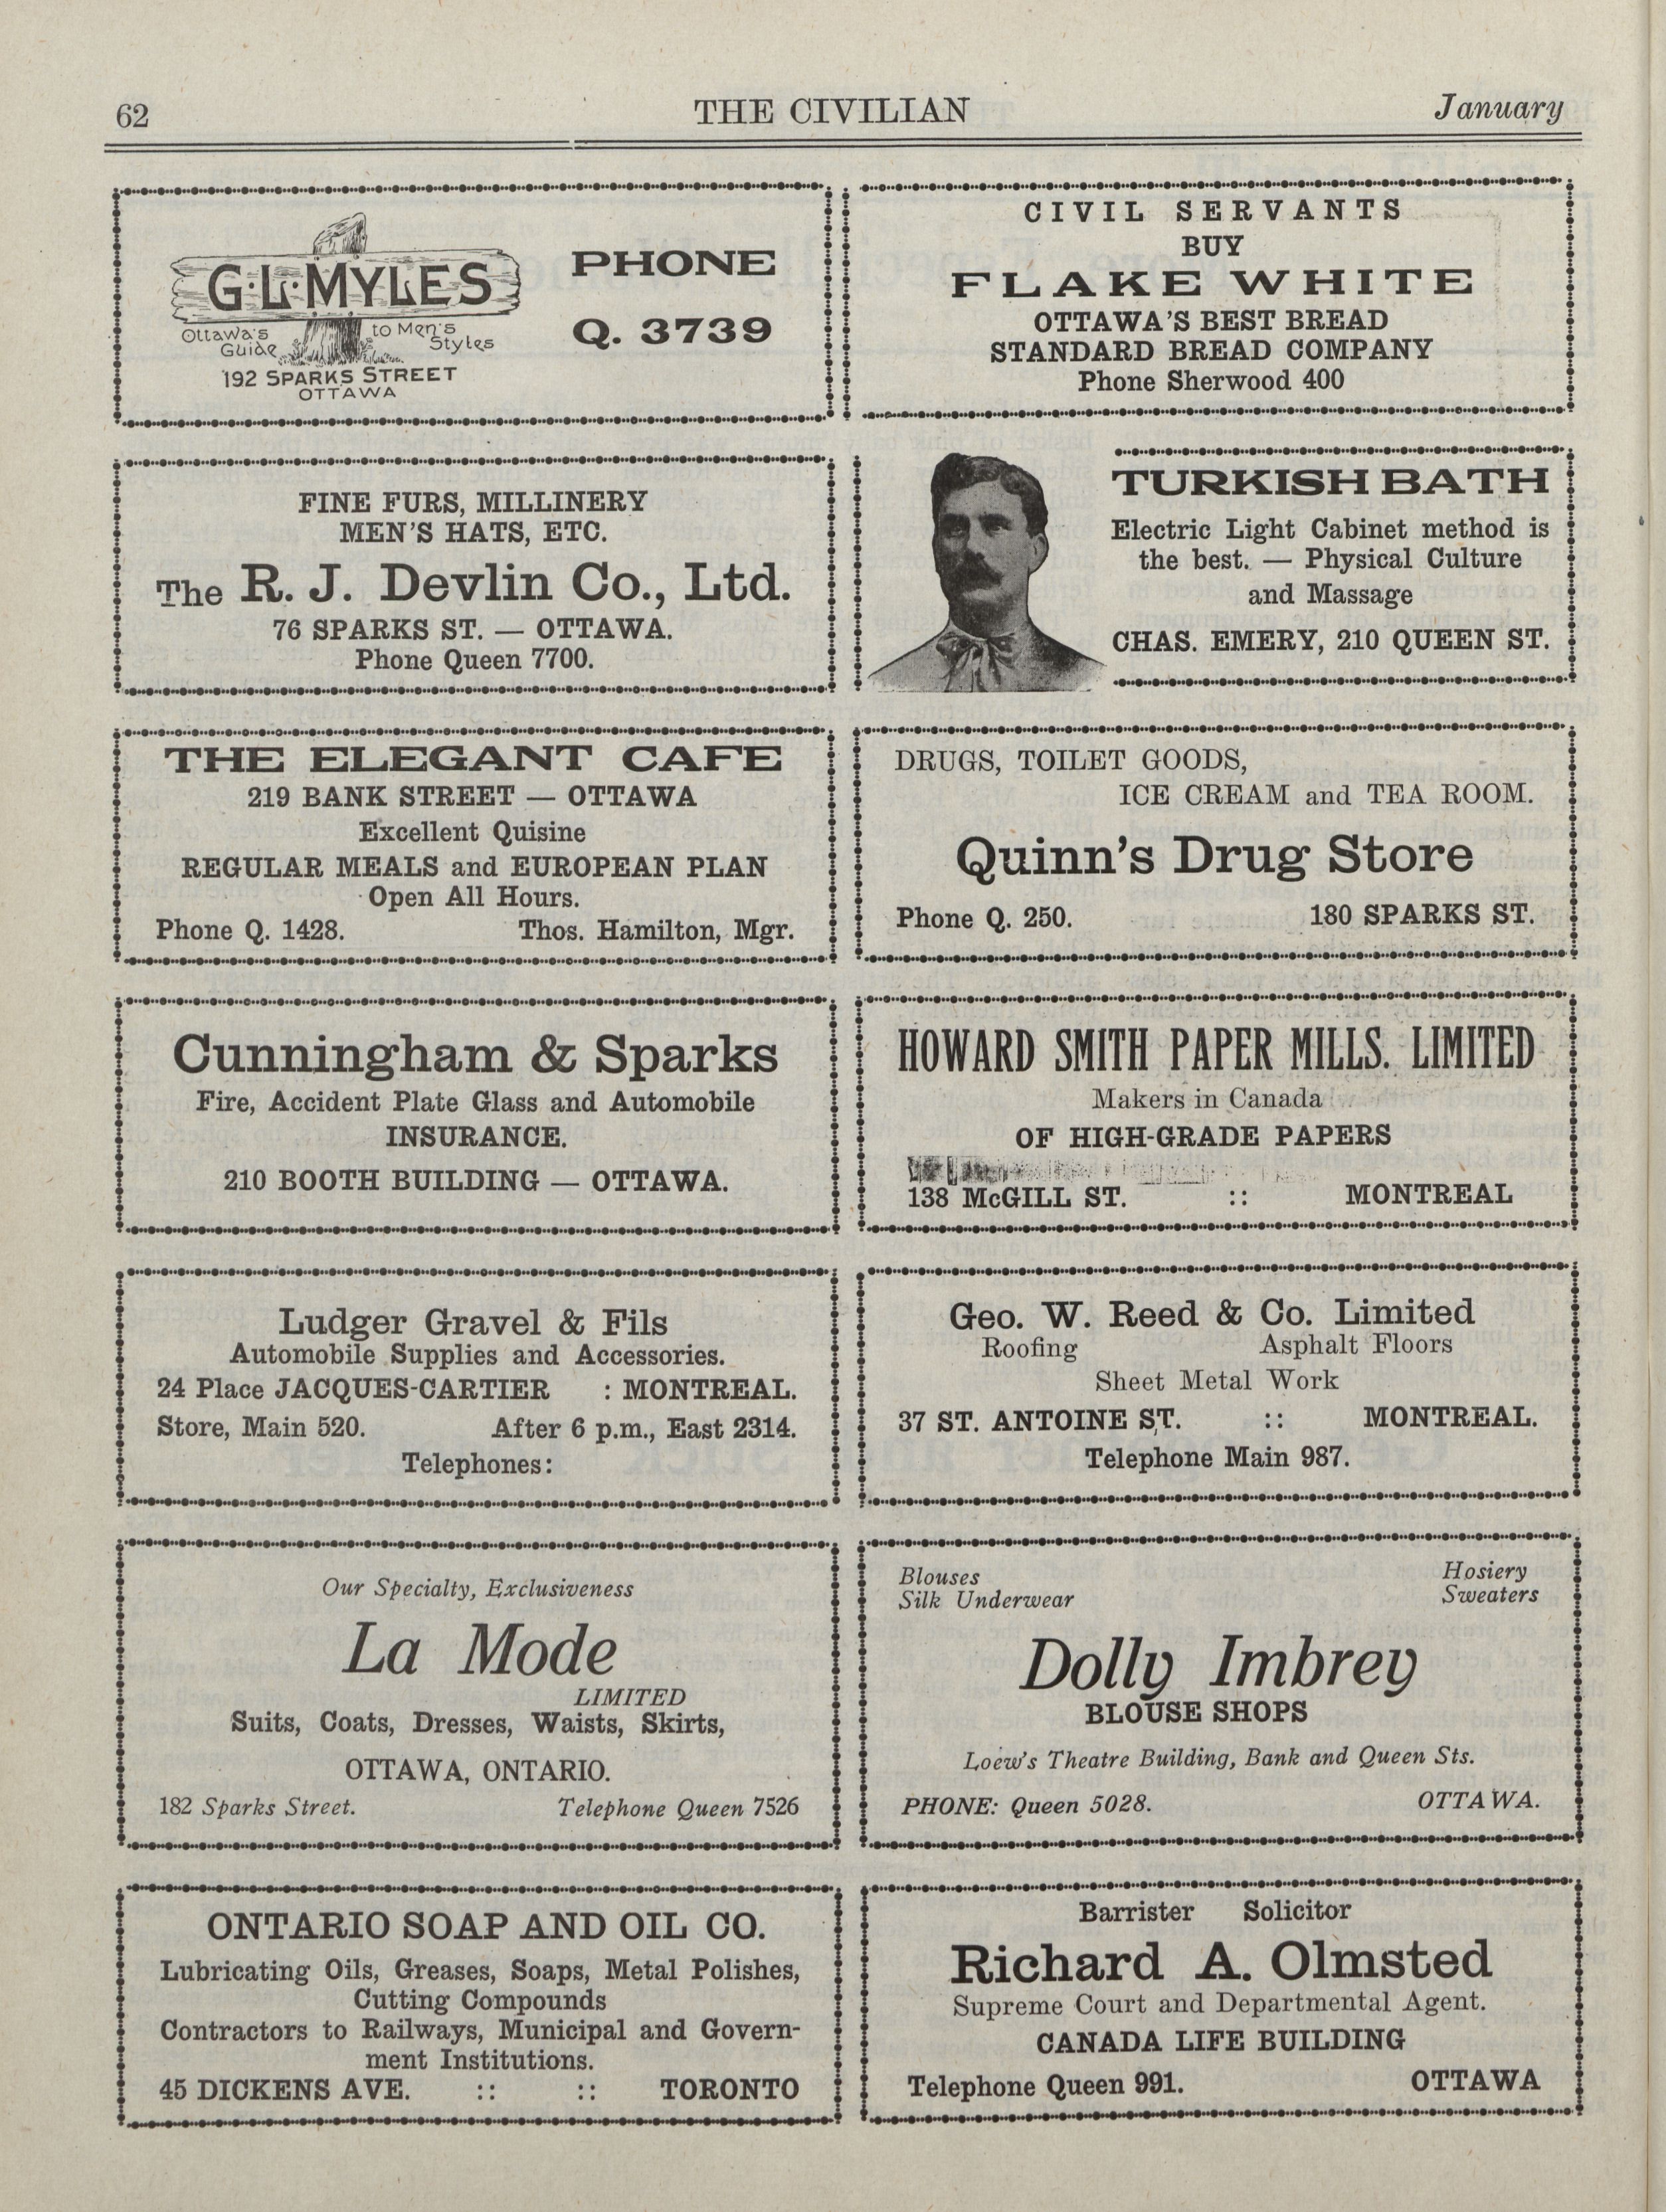 62
THE CIVILIAN
January
G. L. MYLES
Ottawa's Guide to Men's Styles
192 SPARKS STREET
OTTAWA
PHONE
Q. 3739
CIVIL SERVANTS
BUY
FLAKE WHITE
OTTAWA'S BEST BREAD
STANDARD BREAD COMPANY
Phone Sherwood 400
FINE FURS, MILLINERY
MEN'S HATS, ETC.
The R. J. Devlin Co., Ltd.
76 SPARKS ST. — OTTAWA.
Phone Queen 7700.
TURKISH BATH
Electric Light Cabinet method is
the best. — Physical Culture
and Massage
CHAS. EMERY, 210 QUEEN ST.
THE ELEGANT CAFE
219 BANK STREET — OTTAWA
Excellent Quisine
REGULAR MEALS and EUROPEAN PLAN
Open All Hours.
Phone Q. 1428. Thos. Hamilton, Mgr.
DRUGS, TOILET GOODS,
ICE CREAM and TEA ROOM.
Quinn's Drug Store
Phone Q. 250. 180 SPARKS ST.
Cunningham & Sparks
Fire, Accident Plate Glass and Automobile
INSURANCE.
210 BOOTH BUILDING — OTTAWA.
HOWARD SMITH PAPER MILLS. LIMITED
Makers in Canada
OF HIGH-GRADE PAPERS
138 McGILL ST. :: MONTREAL
Ludger Gravel & Fils
Automobile Supplies and Accessories.
24 Place JACQUES-CARTIER : MONTREAL.
Store, Main 520. After 6 p.m., East 2314.
Telephones:
Geo. W. Reed & Co. Limited
Roofing Asphalt Floors
Sheet Metal Work
37 ST. ANTOINE ST. :: MONTREAL.
Telephone Main 987.
Our Specialty, Exclusiveness
La Mode
LIMITED
Suits, Coats, Dresses, Waists, Skirts,
OTTAWA, ONTARIO.
182 Sparks Street. Telephone Queen 7526
Blouses Hosiery
Silk Underwear Sweaters
Dolly Imbrey
BLOUSE SHOPS
Loew's Theatre Building, Bank and Queen Sts.
PHONE: Queen 5028. OTTAWA.
ONTARIO SOAP AND OIL CO.
Lubricating Oils, Greases, Soaps, Metal Polishes,
Cutting Compounds
Contractors to Railways, Municipal and Govern-
ment Institutions.
45 DICKENS AVE. :: :: TORONTO
Barrister Solicitor
Richard A. Olmsted
Supreme Court and Departmental Agent.
CANADA LIFE BUILDING
Telephone Queen 991. OTTAWA